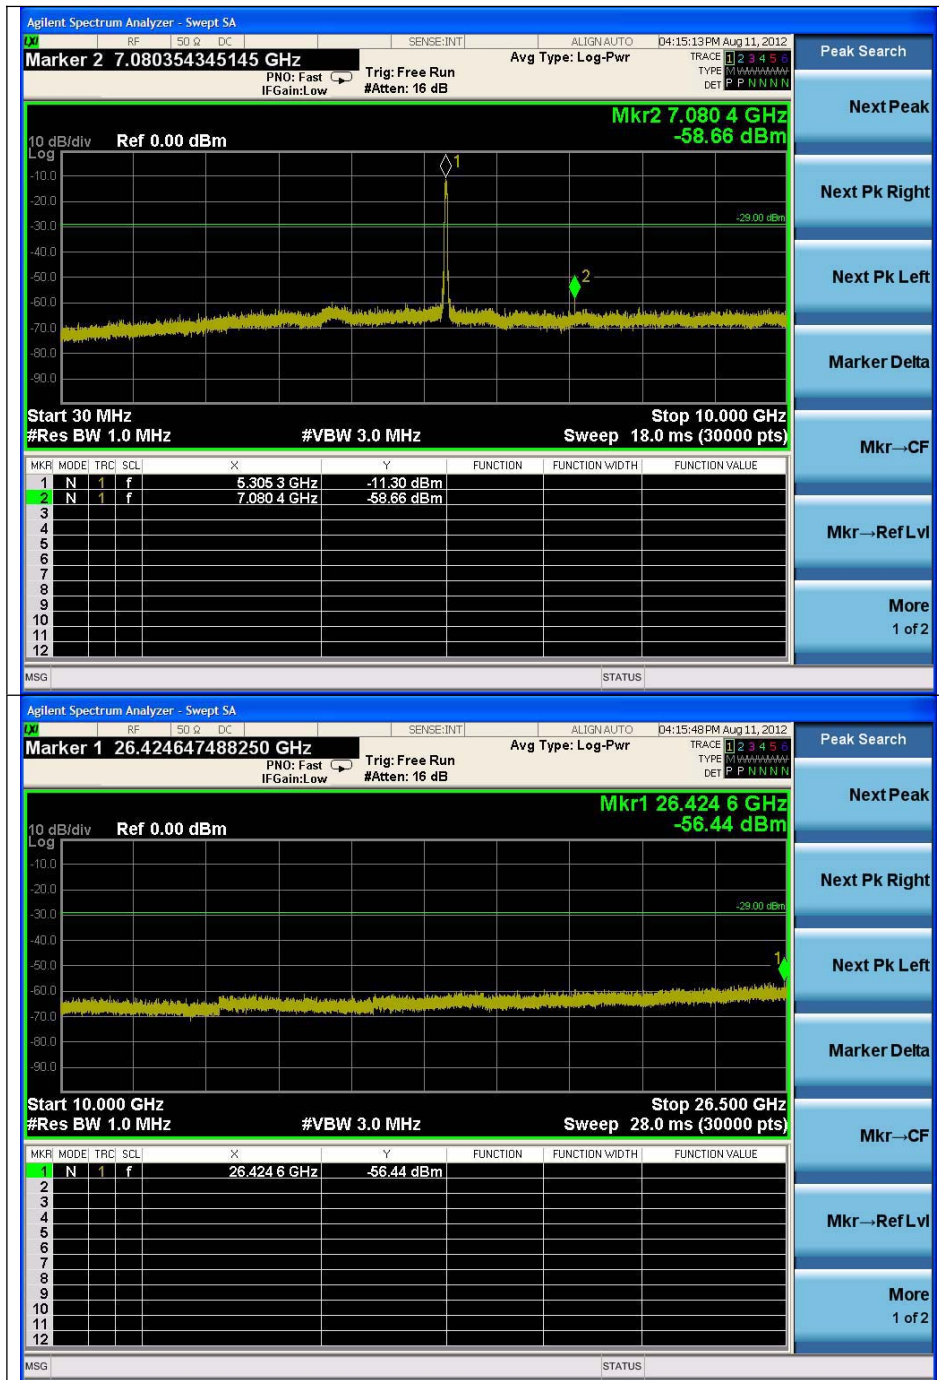 Agilent Spectrum Analyzer - Swept SA
LXI RF 50 Ω DC SENSE:INT ALIGN AUTO 04:15:13 PM Aug 11, 2012
Marker 2 7.080354345145 GHz Avg Type: Log-Pwr TRACE 1 2 3 4 5 6
PNO: Fast Trig: Free Run TYPE M W W W W W
IFGain:Low #Atten: 16 dB DET P P N N N N
Peak Search
Next Peak
Next Pk Right
Next Pk Left
Marker Delta
Mkr→CF
Mkr→Ref Lvl
More
1 of 2
Mkr2 7.080 4 GHz
-58.66 dBm
10 dB/div Ref 0.00 dBm
Log
1
-10.0
-20.0
-29.00 dBm
-30.0
-40.0
2
-50.0
-60.0
-70.0
-80.0
-90.0
Start 30 MHz Stop 10.000 GHz
#Res BW 1.0 MHz #VBW 3.0 MHz Sweep 18.0 ms (30000 pts)
MKR MODE TRC SCL X Y FUNCTION FUNCTION WIDTH FUNCTION VALUE
1 N 1 f 5.305 3 GHz -11.30 dBm
2 N 1 f 7.080 4 GHz -58.66 dBm
3
4
5
6
7
8
9
10
11
12
MSG STATUS
Agilent Spectrum Analyzer - Swept SA
LXI RF 50 Ω DC SENSE:INT ALIGN AUTO 04:15:48 PM Aug 11, 2012
Marker 1 26.424647488250 GHz Avg Type: Log-Pwr TRACE 1 2 3 4 5 6
PNO: Fast Trig: Free Run TYPE M W W W W W
IFGain:Low #Atten: 16 dB DET P P N N N N
Peak Search
Next Peak
Next Pk Right
Next Pk Left
Marker Delta
Mkr→CF
Mkr→Ref Lvl
More
1 of 2
Mkr1 26.424 6 GHz
-56.44 dBm
10 dB/div Ref 0.00 dBm
Log
-10.0
-20.0
-29.00 dBm
-30.0
-40.0
1
-50.0
-60.0
-70.0
-80.0
-90.0
Start 10.000 GHz Stop 26.500 GHz
#Res BW 1.0 MHz #VBW 3.0 MHz Sweep 28.0 ms (30000 pts)
MKR MODE TRC SCL X Y FUNCTION FUNCTION WIDTH FUNCTION VALUE
1 N 1 f 26.424 6 GHz -56.44 dBm
2
3
4
5
6
7
8
9
10
11
12
MSG STATUS